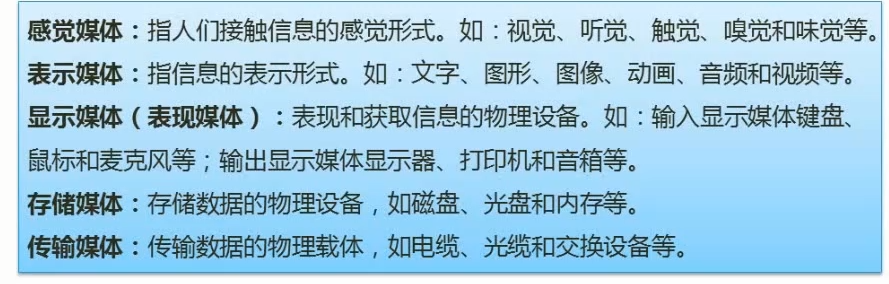 感觉媒体：指人们接触信息的感觉形式。如：视觉、听觉、触觉、嗅觉和味觉等。
表示媒体：指信息的表示形式。如：文字、图形、图像、动画、音频和视频等。
显示媒体（表现媒体）：表现和获取信息的物理设备。如：输入显示媒体键盘、
鼠标和麦克风等；输出显示媒体显示器、打印机和音箱等。
存储媒体：存储数据的物理设备，如磁盘、光盘和内存等。
传输媒体：传输数据的物理载体，如电缆、光缆和交换设备等。